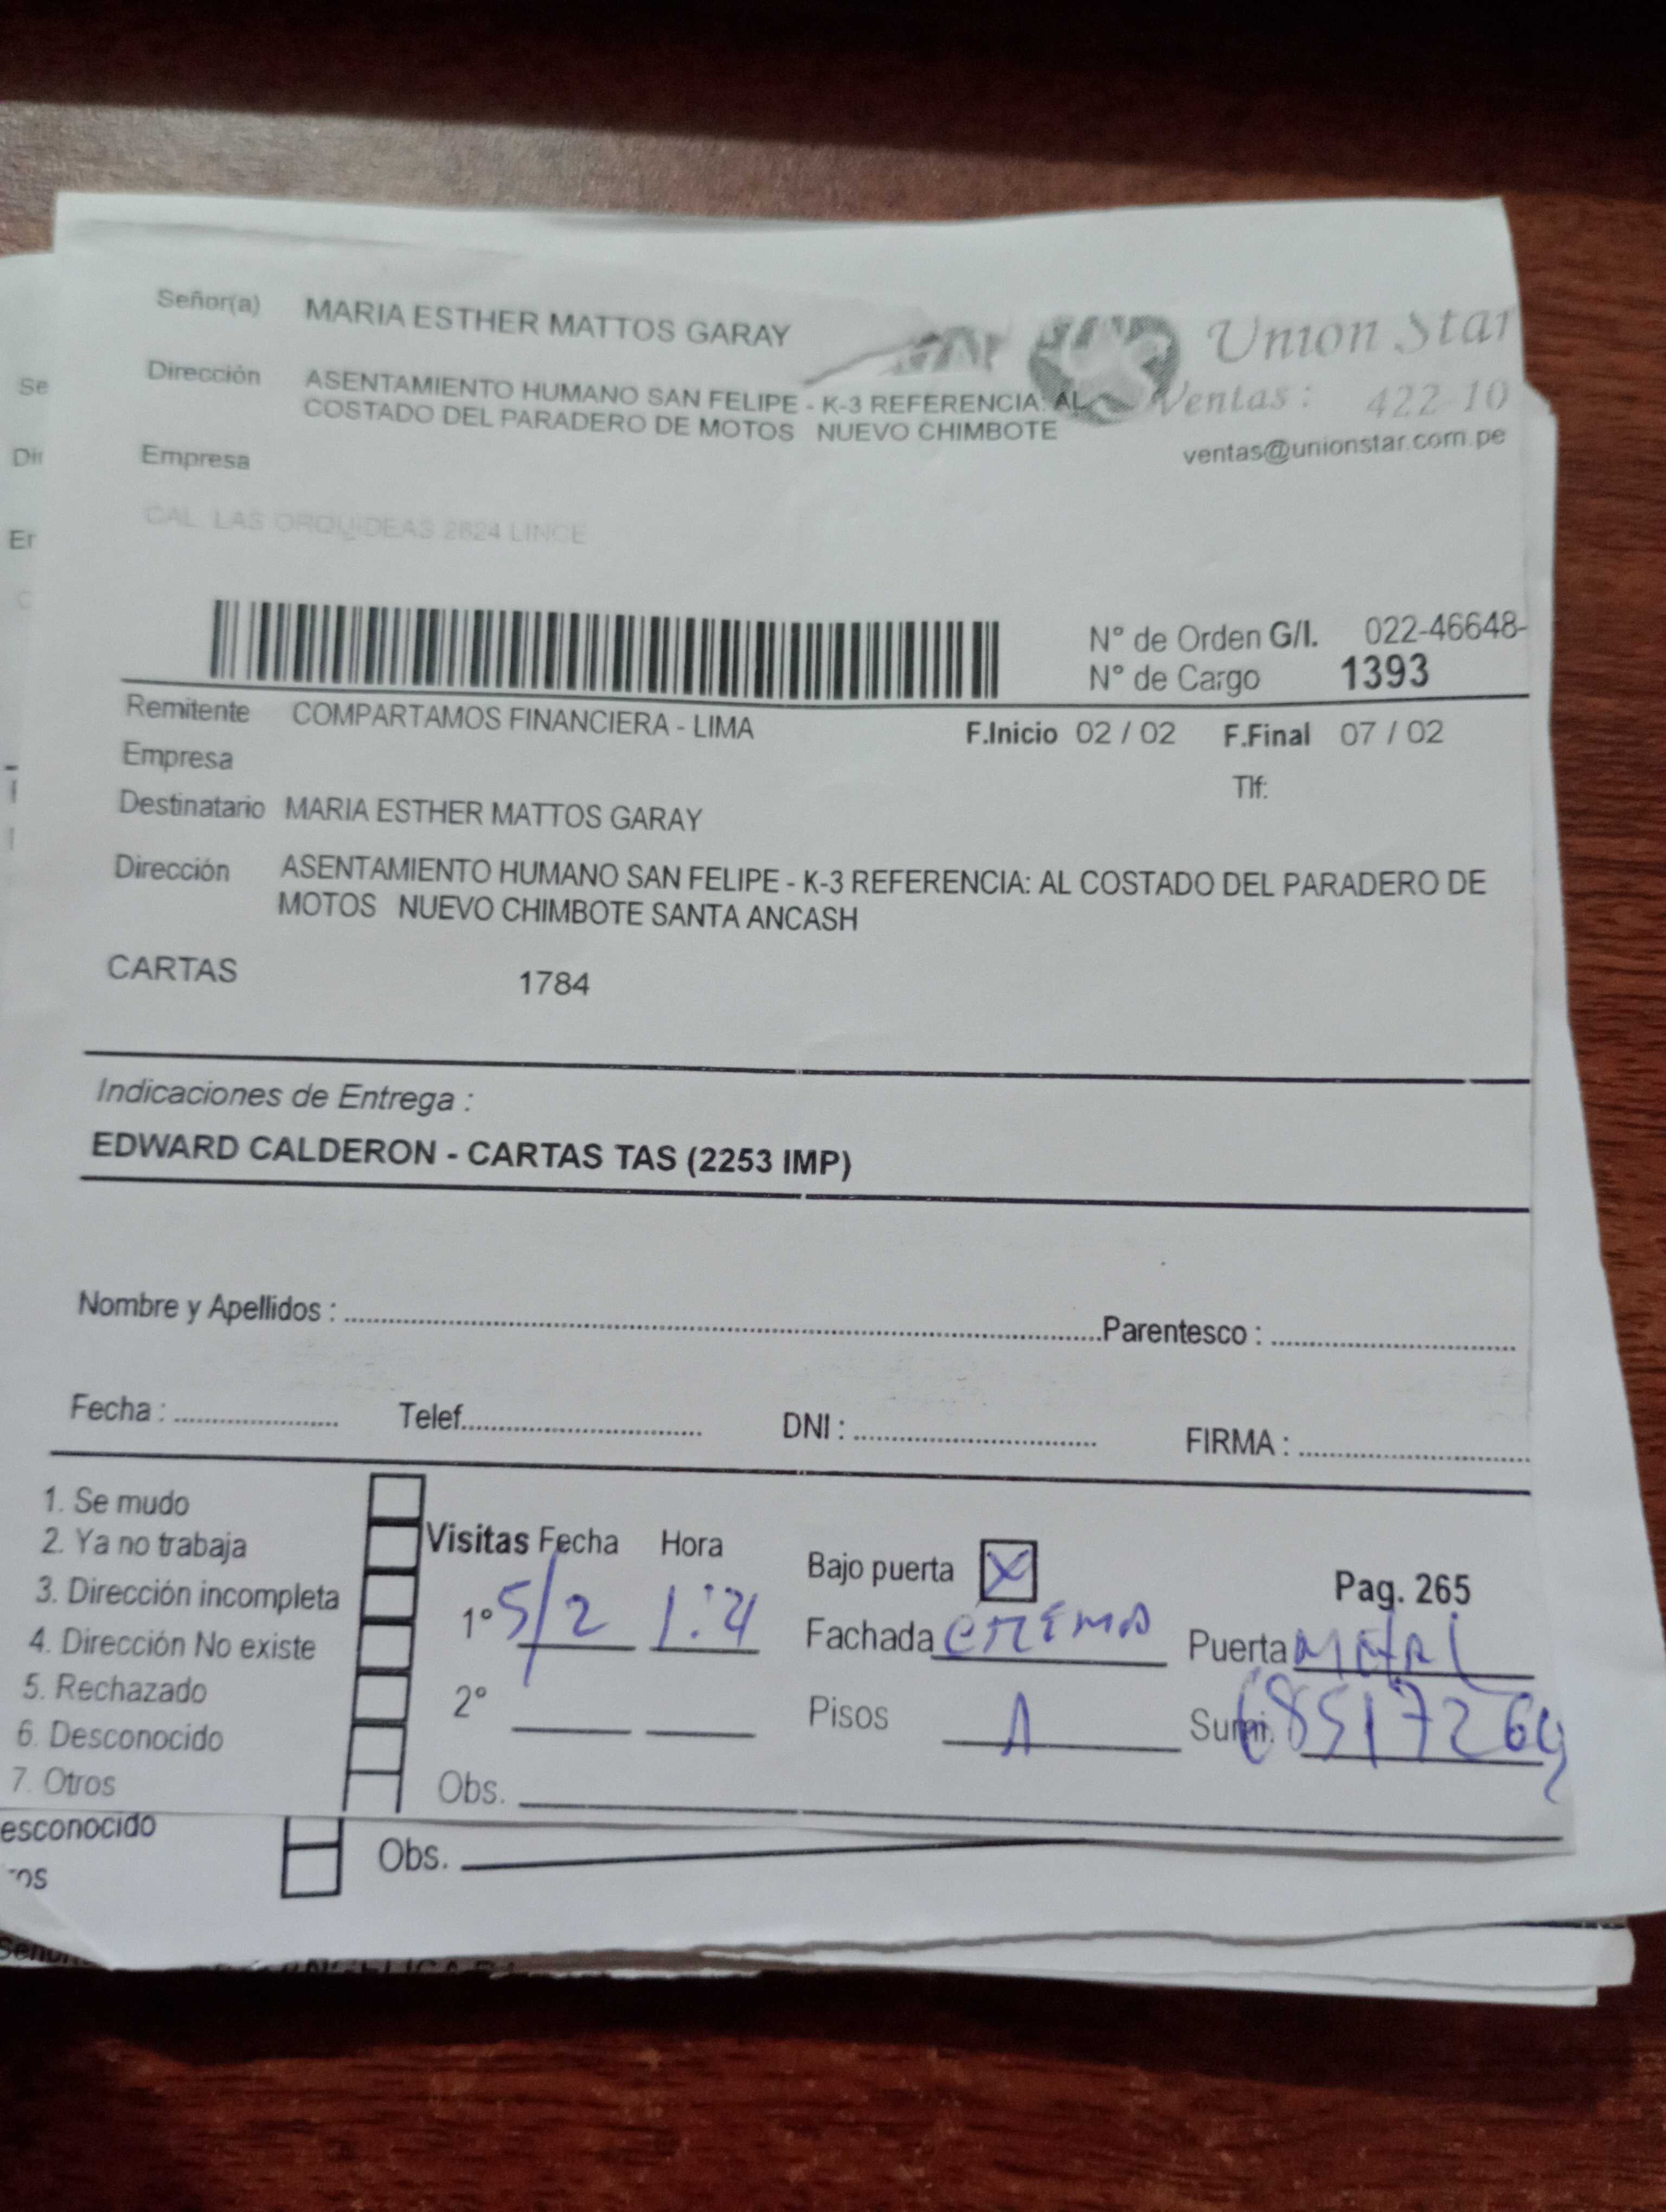 Señor(a) MARIA ESTHER MATTOS GARAY
Union Star
Dirección ASENTAMIENTO HUMANO SAN FELIPE - K-3 REFERENCIA: AL
COSTADO DEL PARADERO DE MOTOS NUEVO CHIMBOTE
Ventas: 422 10
ventas@unionstar.com.pe
Empresa
CAL LAS ORQUIDEAS 2624 LINCE
N° de Orden G/I. 022-46648-
N° de Cargo 1393
Remitente COMPARTAMOS FINANCIERA - LIMA F.Inicio 02 / 02 F.Final 07 / 02
Empresa
Tlf:
Destinatario MARIA ESTHER MATTOS GARAY
Dirección ASENTAMIENTO HUMANO SAN FELIPE - K-3 REFERENCIA: AL COSTADO DEL PARADERO DE
MOTOS NUEVO CHIMBOTE SANTA ANCASH
CARTAS 1784
Indicaciones de Entrega :
EDWARD CALDERON - CARTAS TAS (2253 IMP)
Nombre y Apellidos : Parentesco :
Fecha : Telef. DNI : FIRMA :
1. Se mudo
2. Ya no trabaja
3. Dirección incompleta
4. Dirección No existe
5. Rechazado
6. Desconocido
7. Otros
Visitas Fecha Hora
1° 5/2
2°
Obs.
Bajo puerta X
Pag. 265
Fachada crema Puerta
Pisos 1 Sumi. 68517264
esconocido
ros
Obs.